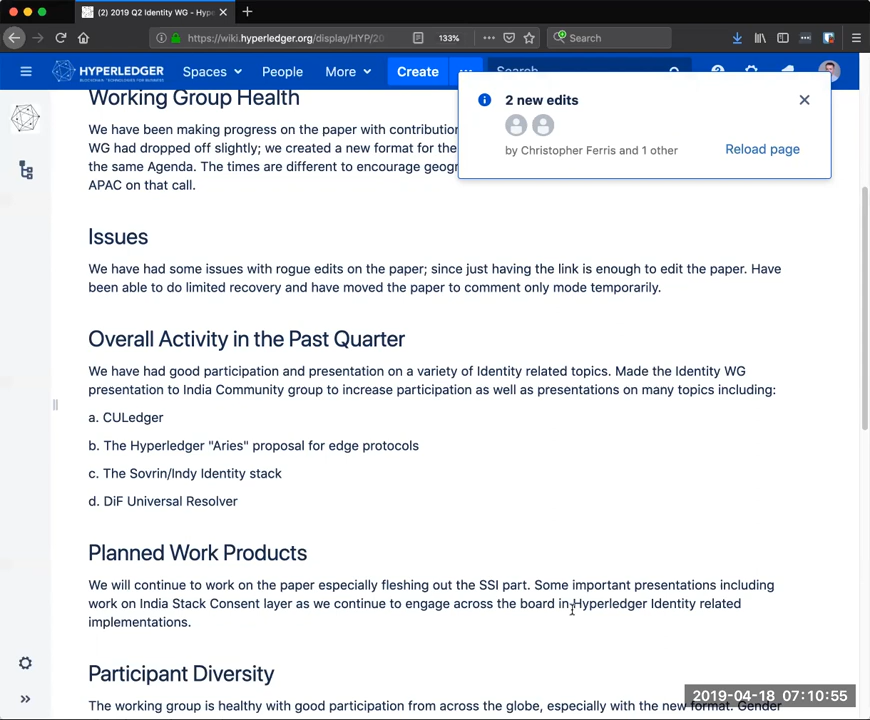 (2) 2019 Q2 Identity WG - Hype
https://wiki.hyperledger.org/display/HYP/20
133%
Search
HYPERLEDGER
Spaces
People
More
Create
Search
2 new edits
by Christopher Ferris and 1 other
Reload page
Working Group Health
We have been making progress on the paper with contribution
WG had dropped off slightly; we created a new format for the
the same Agenda. The times are different to encourage geog
APAC on that call.
Issues
We have had some issues with rogue edits on the paper; since just having the link is enough to edit the paper. Have
been able to do limited recovery and have moved the paper to comment only mode temporarily.
Overall Activity in the Past Quarter
We have had good participation and presentation on a variety of Identity related topics. Made the Identity WG
presentation to India Community group to increase participation as well as presentations on many topics including:
a. CULedger
b. The Hyperledger "Aries" proposal for edge protocols
c. The Sovrin/Indy Identity stack
d. DiF Universal Resolver
Planned Work Products
We will continue to work on the paper especially fleshing out the SSI part. Some important presentations including
work on India Stack Consent layer as we continue to engage across the board in Hyperledger Identity related
implementations.
Participant Diversity
The working group is healthy with good participation from across the globe, especially with the new format. Gender
2019-04-18 07:10:55